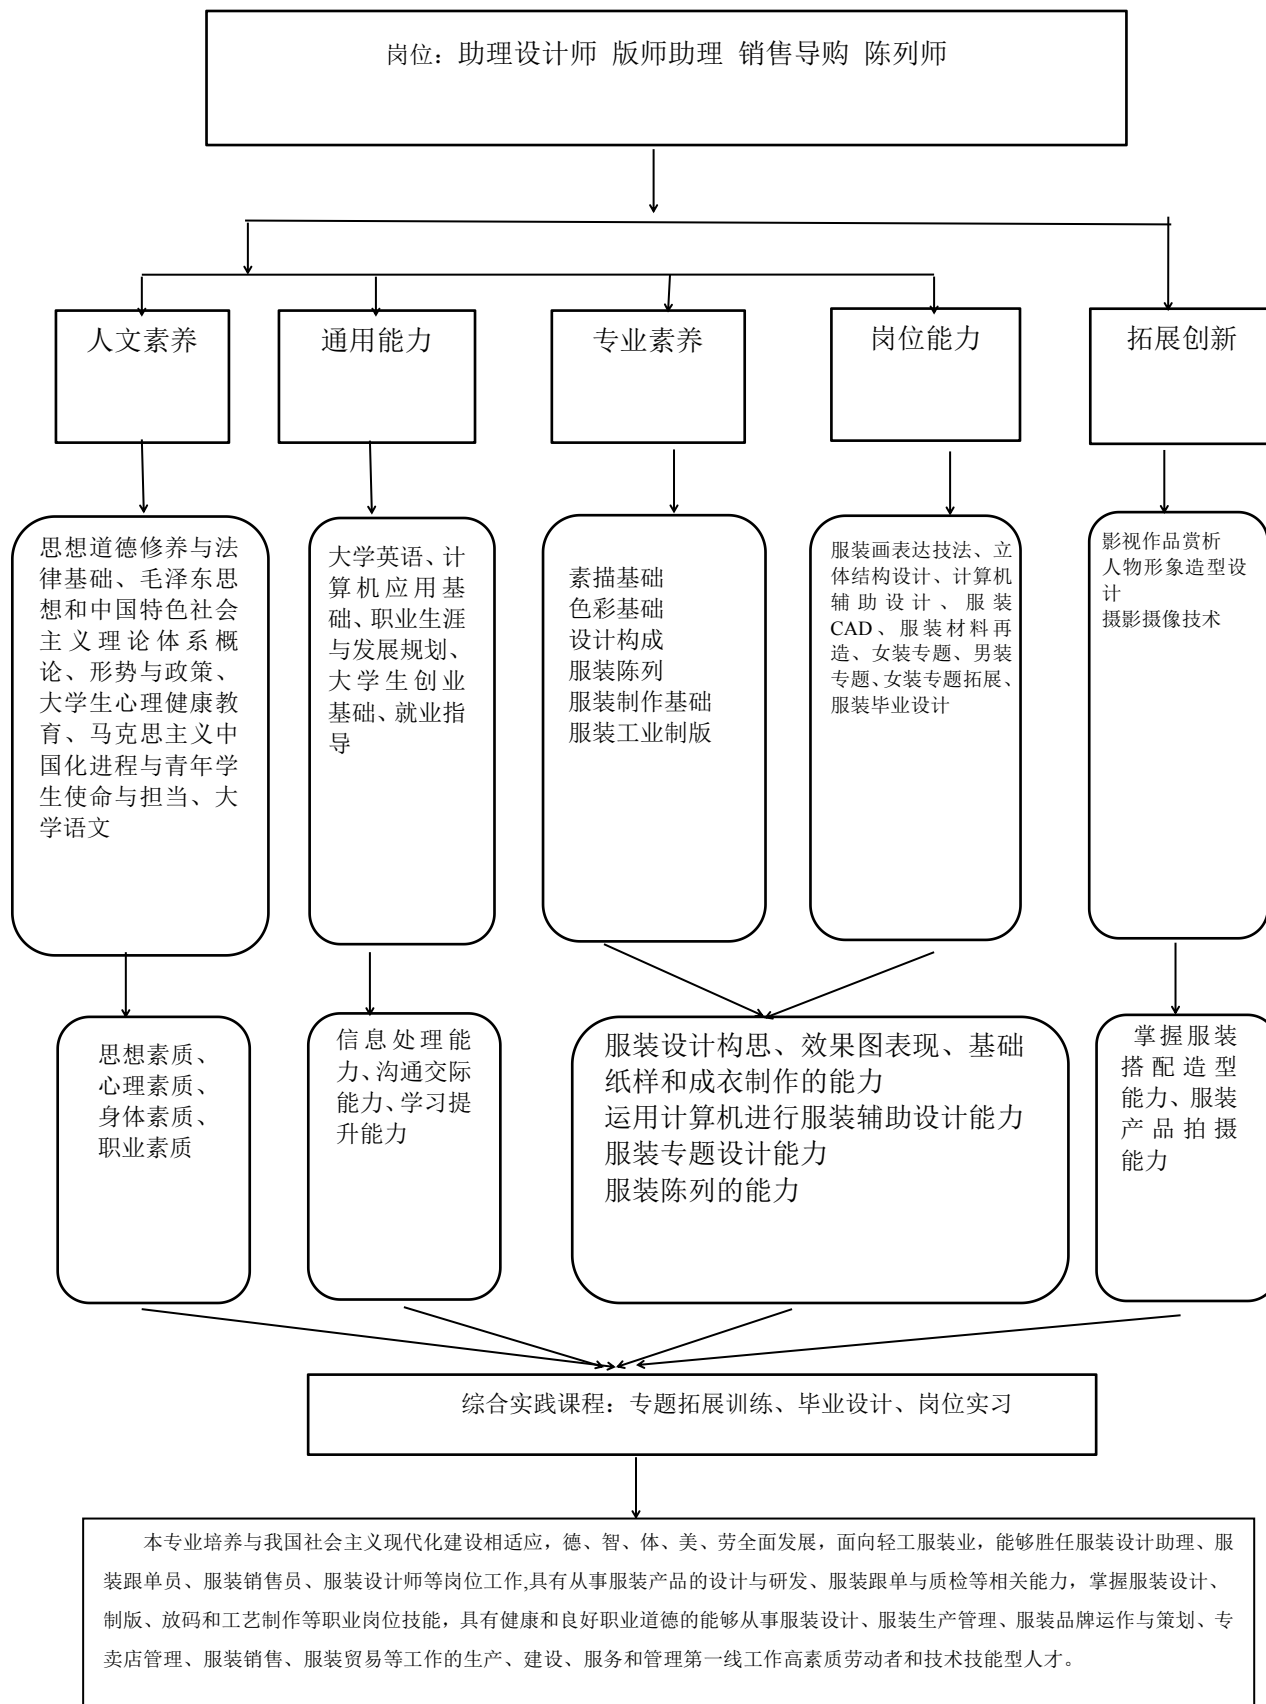 岗位：助理设计师 版师助理 销售导购 陈列师
人文素养
通用能力
专业素养
岗位能力
拓展创新
思想道德修养与法
律基础、毛泽东思
想和中国特色社会
主义理论体系概
论、形势与政策、
大学生心理健康教
育、马克思主义中
国化进程与青年学
生使命与担当、大
学语文
大学英语、计
算机应用基
础、职业生涯
与发展规划、
大学生创业
基础、就业指
导
素描基础
色彩基础
设计构成
服装陈列
服装制作基础
服装工业制版
服装画表达技法、立
体结构设计、计算机
辅助设计、服装
CAD、服装材料再
造、女装专题、男装
专题、女装专题拓展、
服装毕业设计
影视作品赏析
人物形象造型设
计
摄影摄像技术
思想素质、
心理素质、
身体素质、
职业素质
信息处理能
力、沟通交际
能力、学习提
升能力
服装设计构思、效果图表现、基础
纸样和成衣制作的能力
运用计算机进行服装辅助设计能力
服装专题设计能力
服装陈列的能力
掌握服装
搭配造型
能力、服装
产品拍摄
能力
综合实践课程：专题拓展训练、毕业设计、岗位实习
本专业培养与我国社会主义现代化建设相适应，德、智、体、美、劳全面发展，面向轻工服装业，能够胜任服装设计助理、服
装跟单员、服装销售员、服装设计师等岗位工作,具有从事服装产品的设计与研发、服装跟单与质检等相关能力，掌握服装设计、
制版、放码和工艺制作等职业岗位技能，具有健康和良好职业道德的能够从事服装设计、服装生产管理、服装品牌运作与策划、专
卖店管理、服装销售、服装贸易等工作的生产、建设、服务和管理第一线工作高素质劳动者和技术技能型人才。